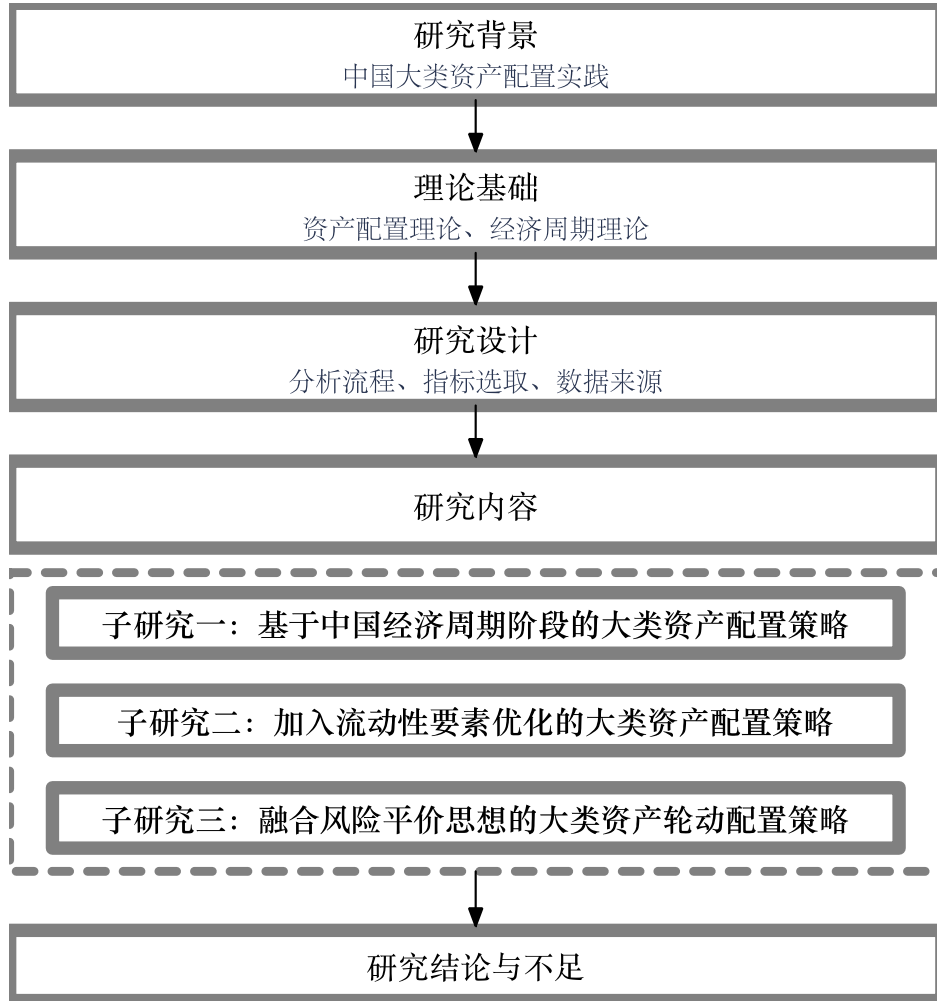 研究背景
中国大类资产配置实践
理论基础
资产配置理论、经济周期理论
研究设计
分析流程、指标选取、数据来源
研究内容
子研究一：基于中国经济周期阶段的大类资产配置策略
子研究二：加入流动性要素优化的大类资产配置策略
子研究三：融合风险平价思想的大类资产轮动配置策略
研究结论与不足